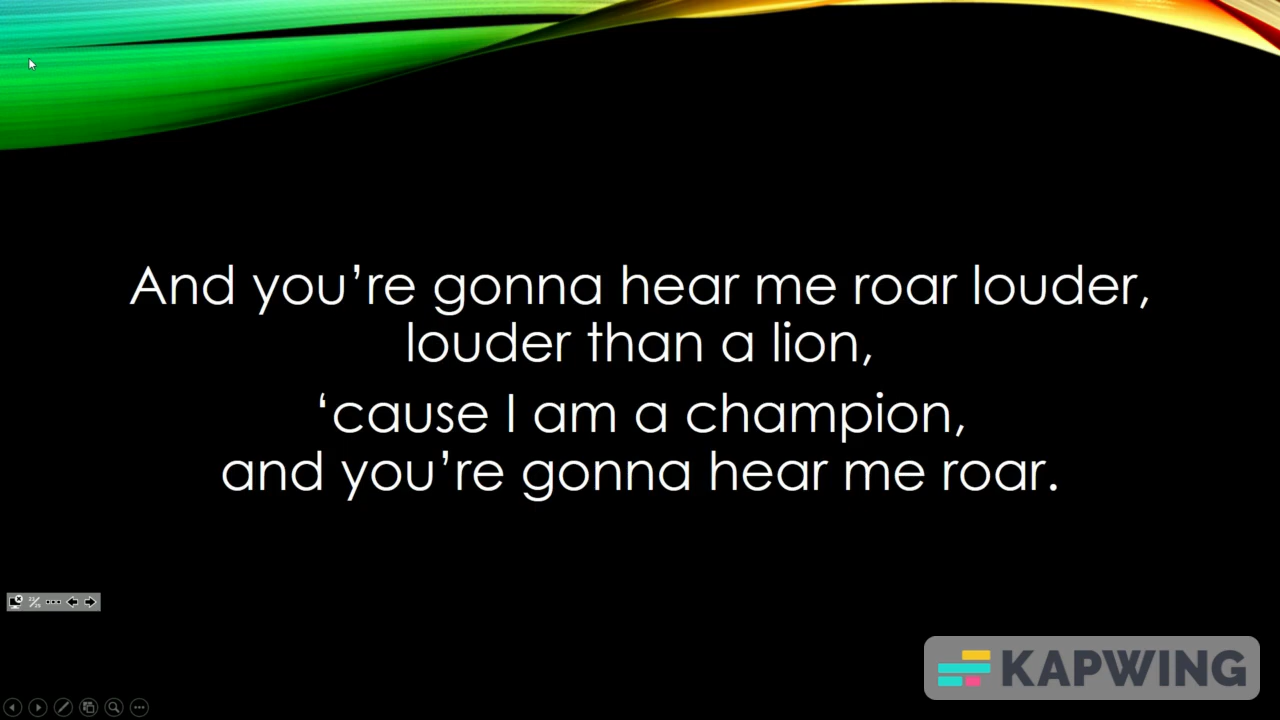 And you’re gonna hear me roar louder,
louder than a lion,
‘cause I am a champion,
and you’re gonna hear me roar.
KAPWING